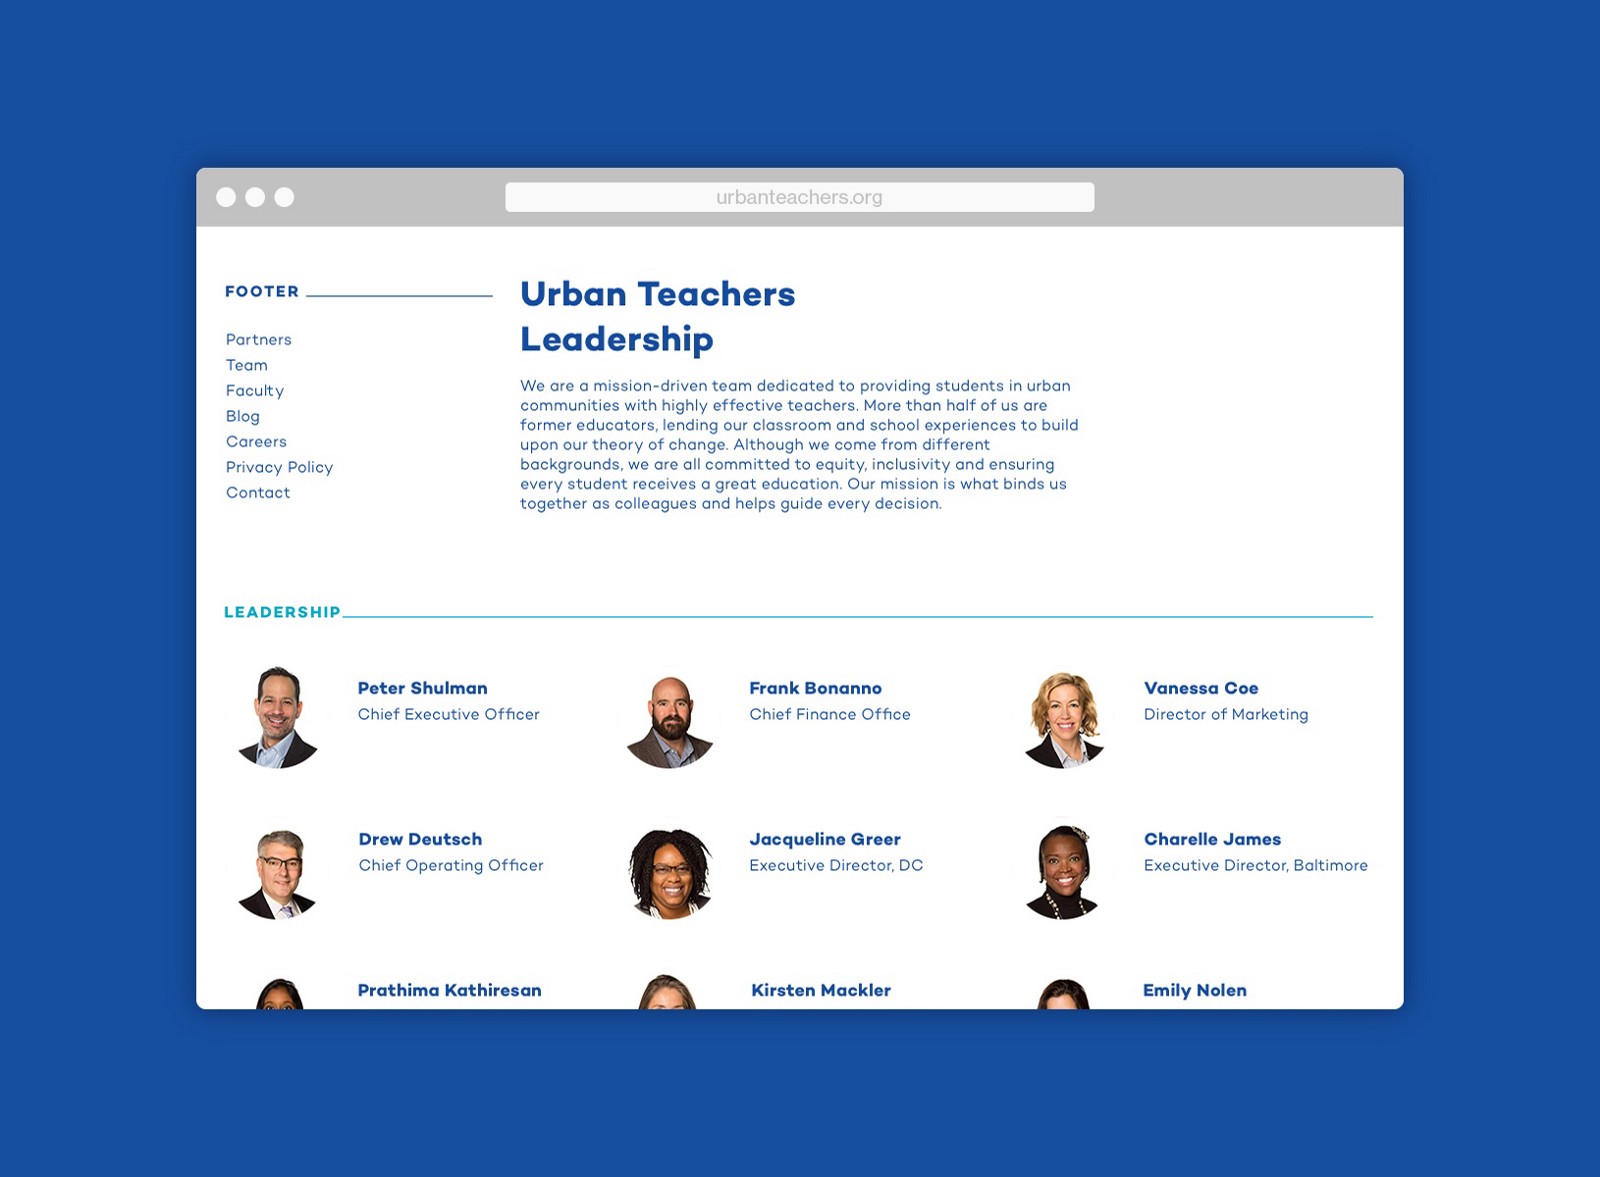 urbanteachers.org
FOOTER
Partners
Team
Faculty
Blog
Careers
Privacy Policy
Contact
Urban Teachers
Leadership
We are a mission-driven team dedicated to providing students in urban
communities with highly effective teachers. More than half of us are
former educators, lending our classroom and school experiences to build
upon our theory of change. Although we come from different
backgrounds, we are all committed to equity, inclusivity and ensuring
every student receives a great education. Our mission is what binds us
together as colleagues and helps guide every decision.
LEADERSHIP
Peter Shulman
Chief Executive Officer
Frank Bonanno
Chief Finance Office
Vanessa Coe
Director of Marketing
Drew Deutsch
Chief Operating Officer
Jacqueline Greer
Executive Director, DC
Charelle James
Executive Director, Baltimore
Prathima Kathiresan
Kirsten Mackler
Emily Nolen